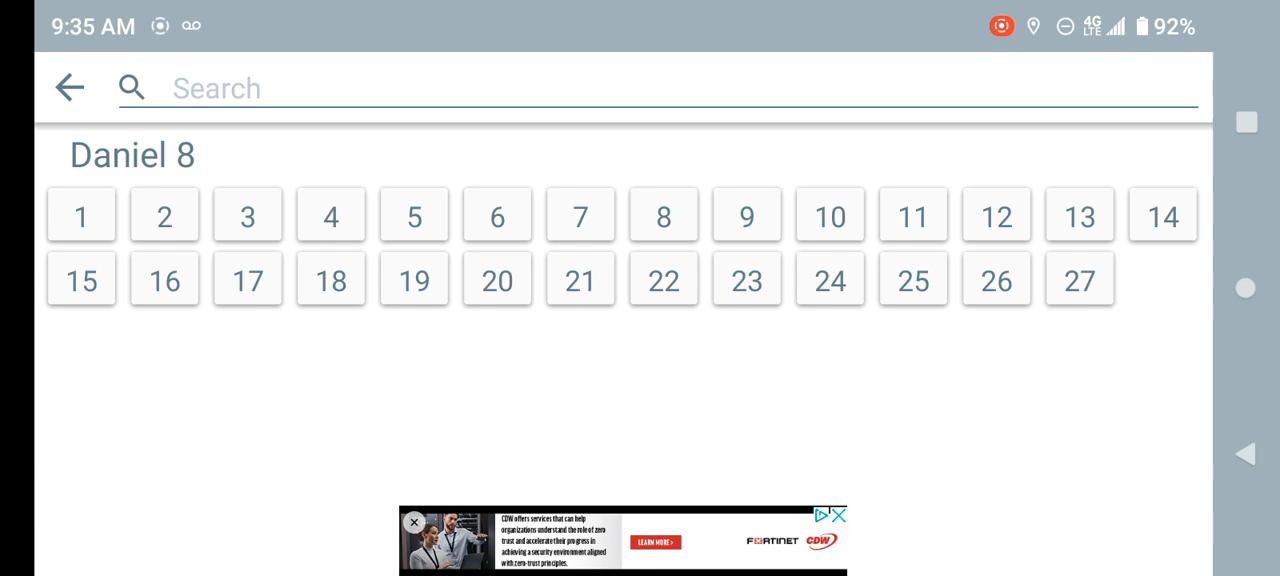 9:35 AM 4G LTE 92%
Search
Daniel 8
1 2 3 4 5 6 7 8 9 10 11 12 13 14
15 16 17 18 19 20 21 22 23 24 25 26 27
CDW offers services that can help
organizations understand the role of zero
trust and accelerate their progress in
achieving a security environment aligned
with zero-trust principles.
LEARN MORE >
FORTINET CDW